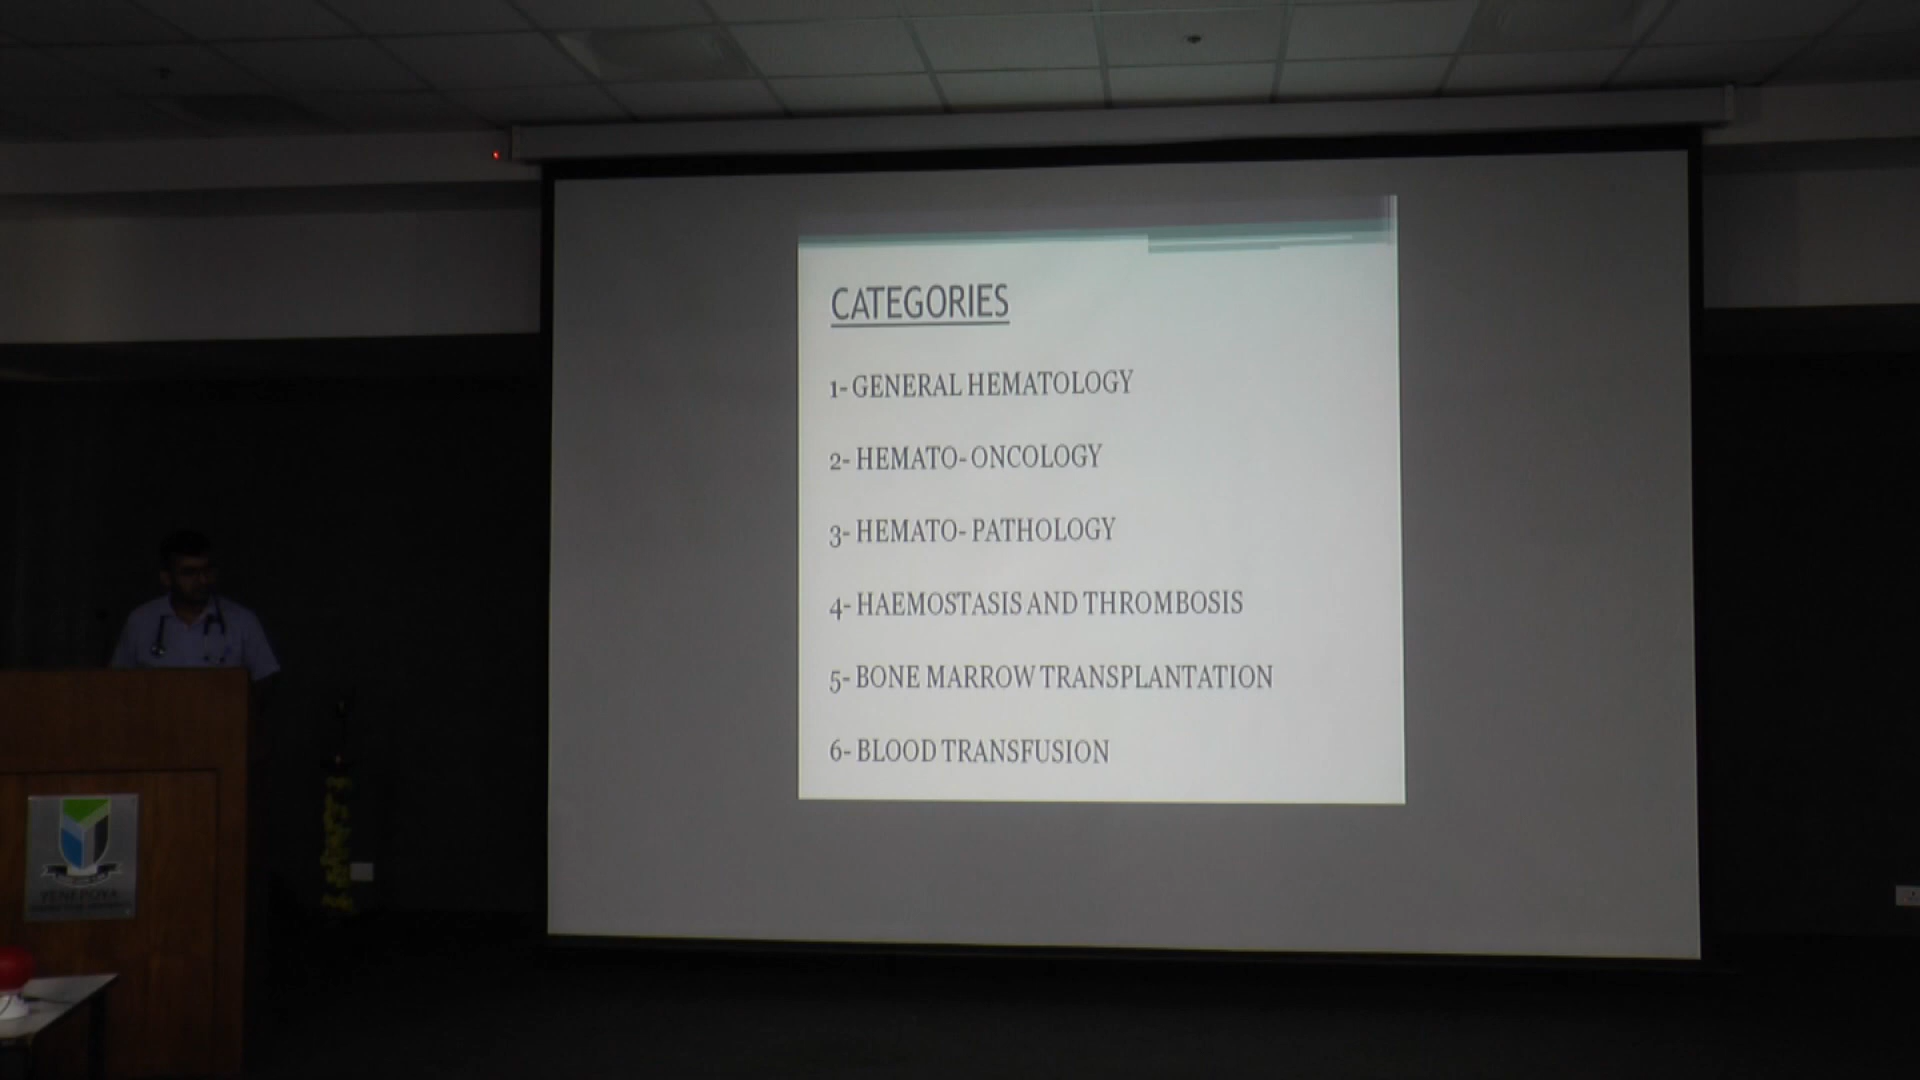 CATEGORIES
1- GENERAL HEMATOLOGY
2- HEMATO- ONCOLOGY
3- HEMATO- PATHOLOGY
4- HAEMOSTASIS AND THROMBOSIS
5- BONE MARROW TRANSPLANTATION
6- BLOOD TRANSFUSION
YENEPOYA